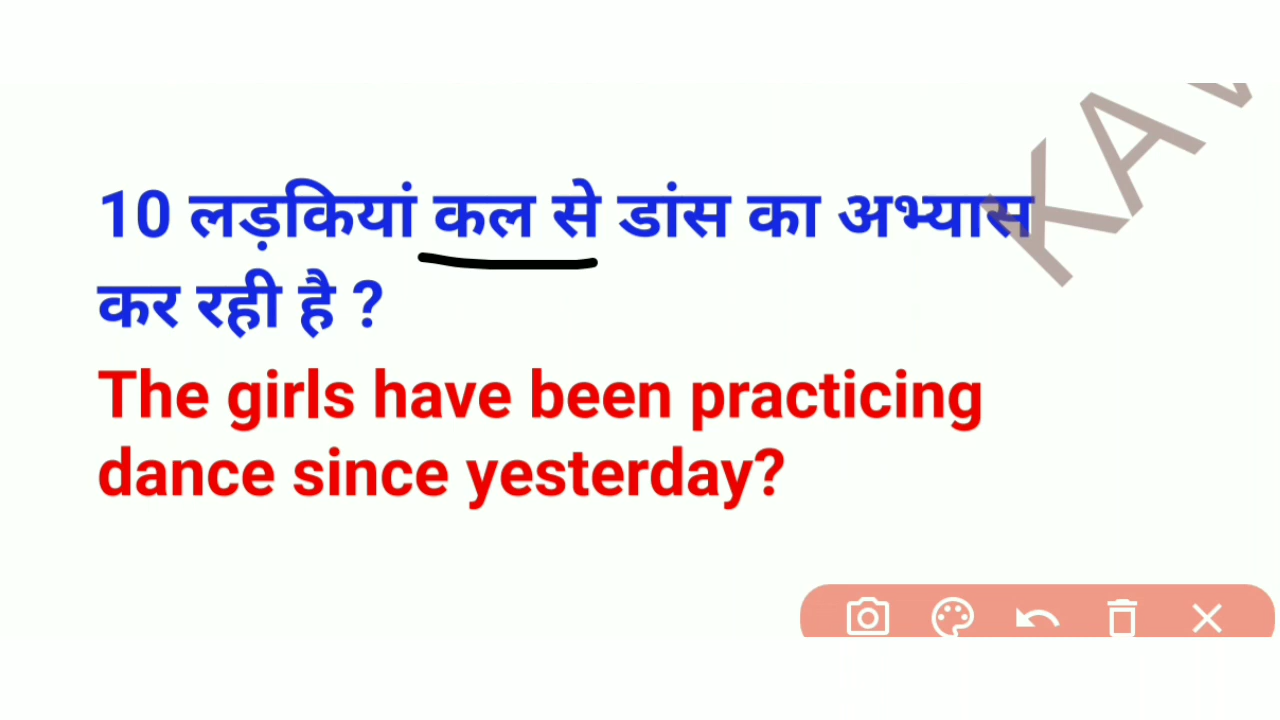 10 लड़कियां कल से डांस का अभ्यास
कर रही है ?
The girls have been practicing
dance since yesterday?